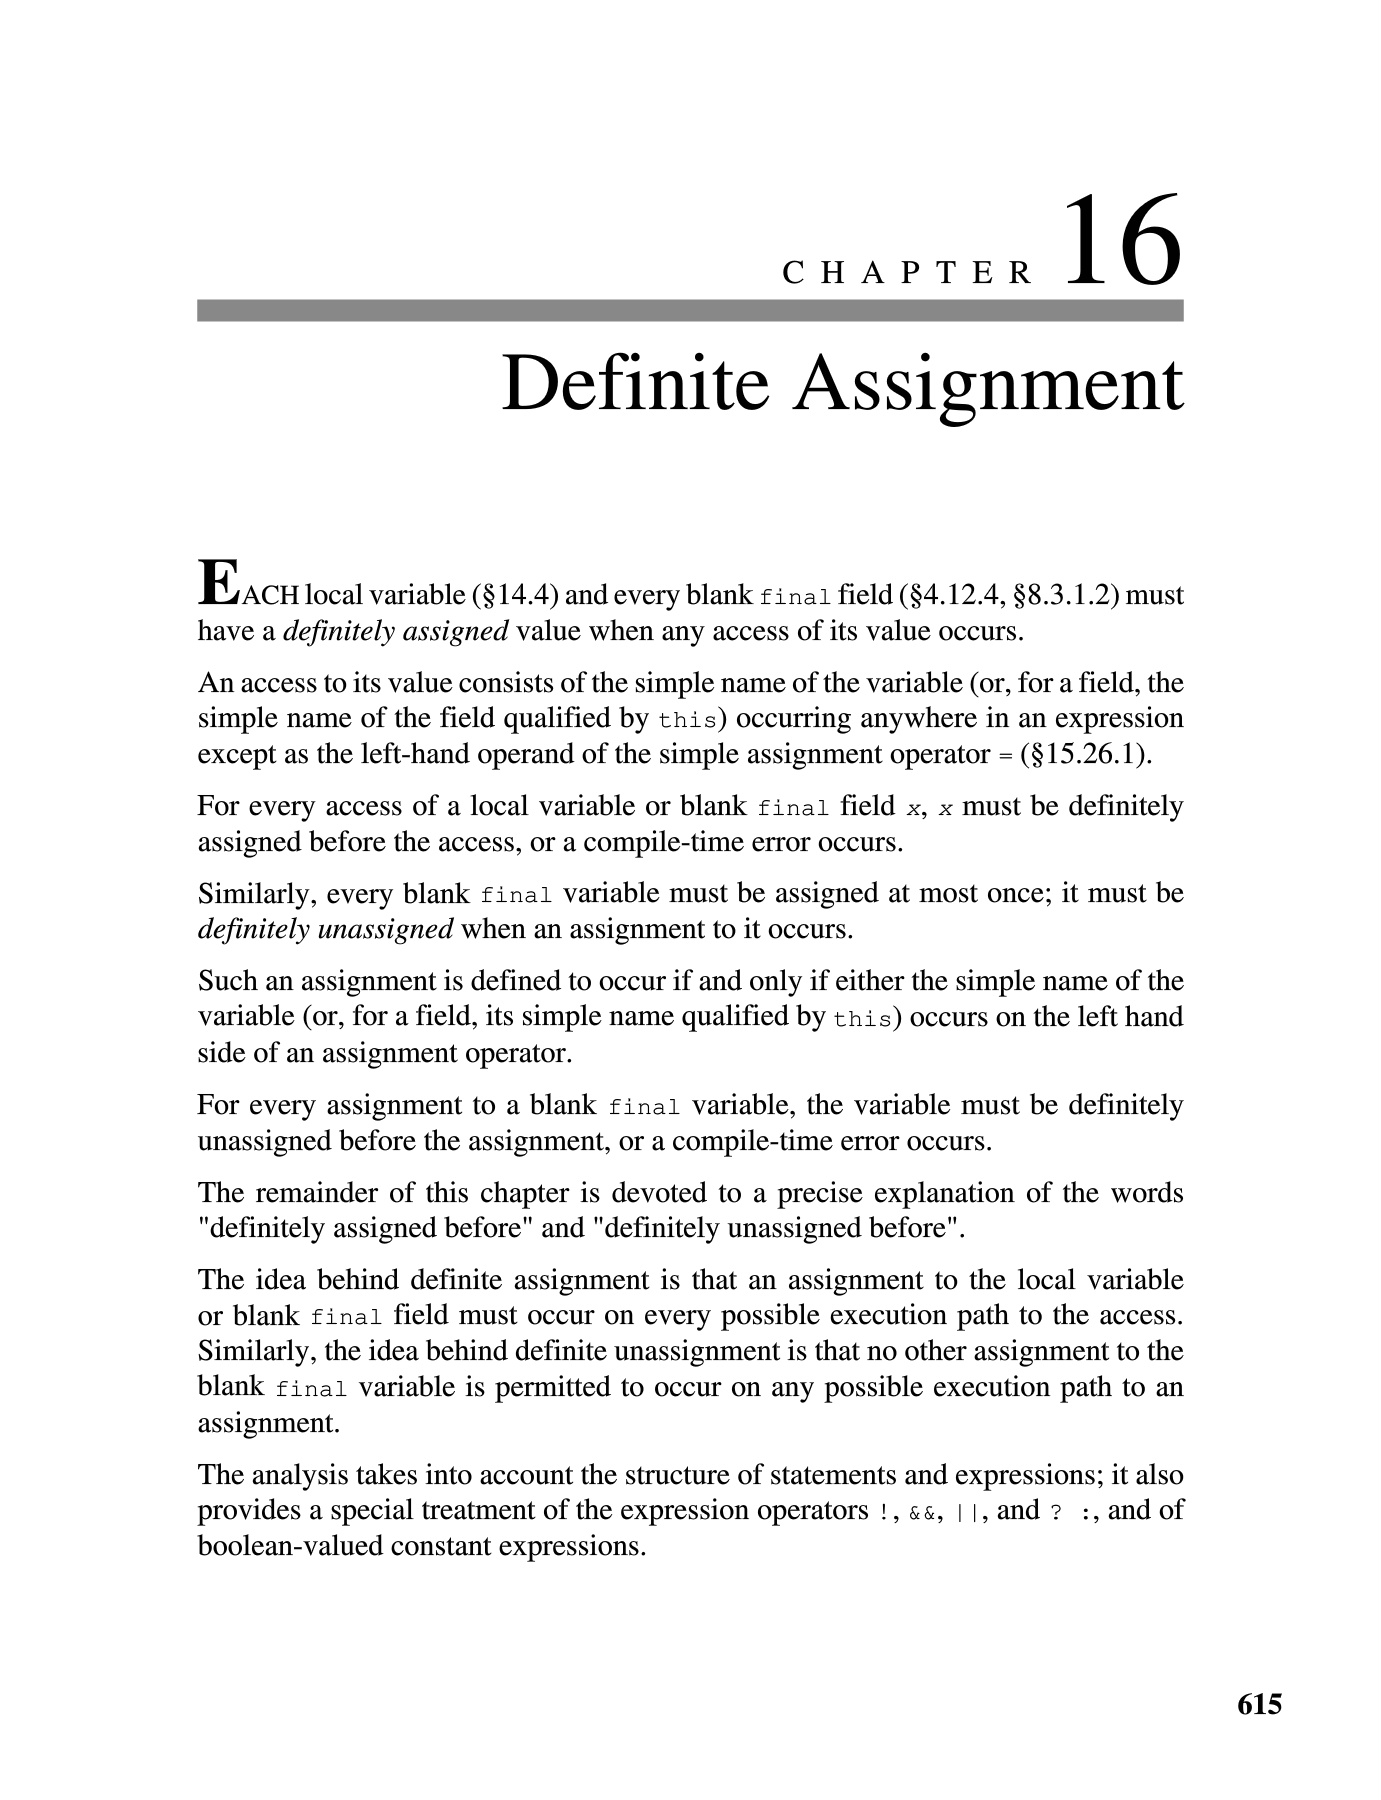 CHAPTER 16
Definite Assignment
EACH local variable (§14.4) and every blank final field (§4.12.4, §8.3.1.2) must
have a definitely assigned value when any access of its value occurs.
An access to its value consists of the simple name of the variable (or, for a field, the
simple name of the field qualified by this) occurring anywhere in an expression
except as the left-hand operand of the simple assignment operator = (§15.26.1).
For every access of a local variable or blank final field x, x must be definitely
assigned before the access, or a compile-time error occurs.
Similarly, every blank final variable must be assigned at most once; it must be
definitely unassigned when an assignment to it occurs.
Such an assignment is defined to occur if and only if either the simple name of the
variable (or, for a field, its simple name qualified by this) occurs on the left hand
side of an assignment operator.
For every assignment to a blank final variable, the variable must be definitely
unassigned before the assignment, or a compile-time error occurs.
The remainder of this chapter is devoted to a precise explanation of the words
"definitely assigned before" and "definitely unassigned before".
The idea behind definite assignment is that an assignment to the local variable
or blank final field must occur on every possible execution path to the access.
Similarly, the idea behind definite unassignment is that no other assignment to the
blank final variable is permitted to occur on any possible execution path to an
assignment.
The analysis takes into account the structure of statements and expressions; it also
provides a special treatment of the expression operators !, &&, ||, and ? :, and of
boolean-valued constant expressions.
615